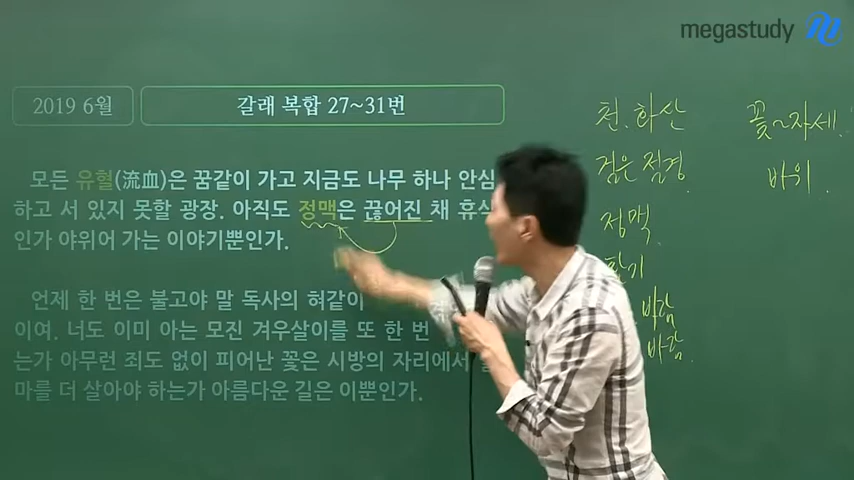 megastudy
2019 6월
갈래 복합 27~31번
모든 유혈(流血)은 꿈같이 가고 지금도 나무 하나 안심
하고 서 있지 못할 광장. 아직도 정맥은 끊어진 채 휴식
인가 야위어 가는 이야기뿐인가.
언제 한 번은 불고야 말 독사의 혀같이
이여. 너도 이미 아는 모진 겨우살이를 또 한 번
는가 아무런 죄도 없이 피어난 꽃은 시방의 자리에서
마를 더 살아야 하는가 아름다운 길은 이뿐인가.
천. 화산
검은 점경.
정맥.
바람
바람.
꽃~자세.
바위.